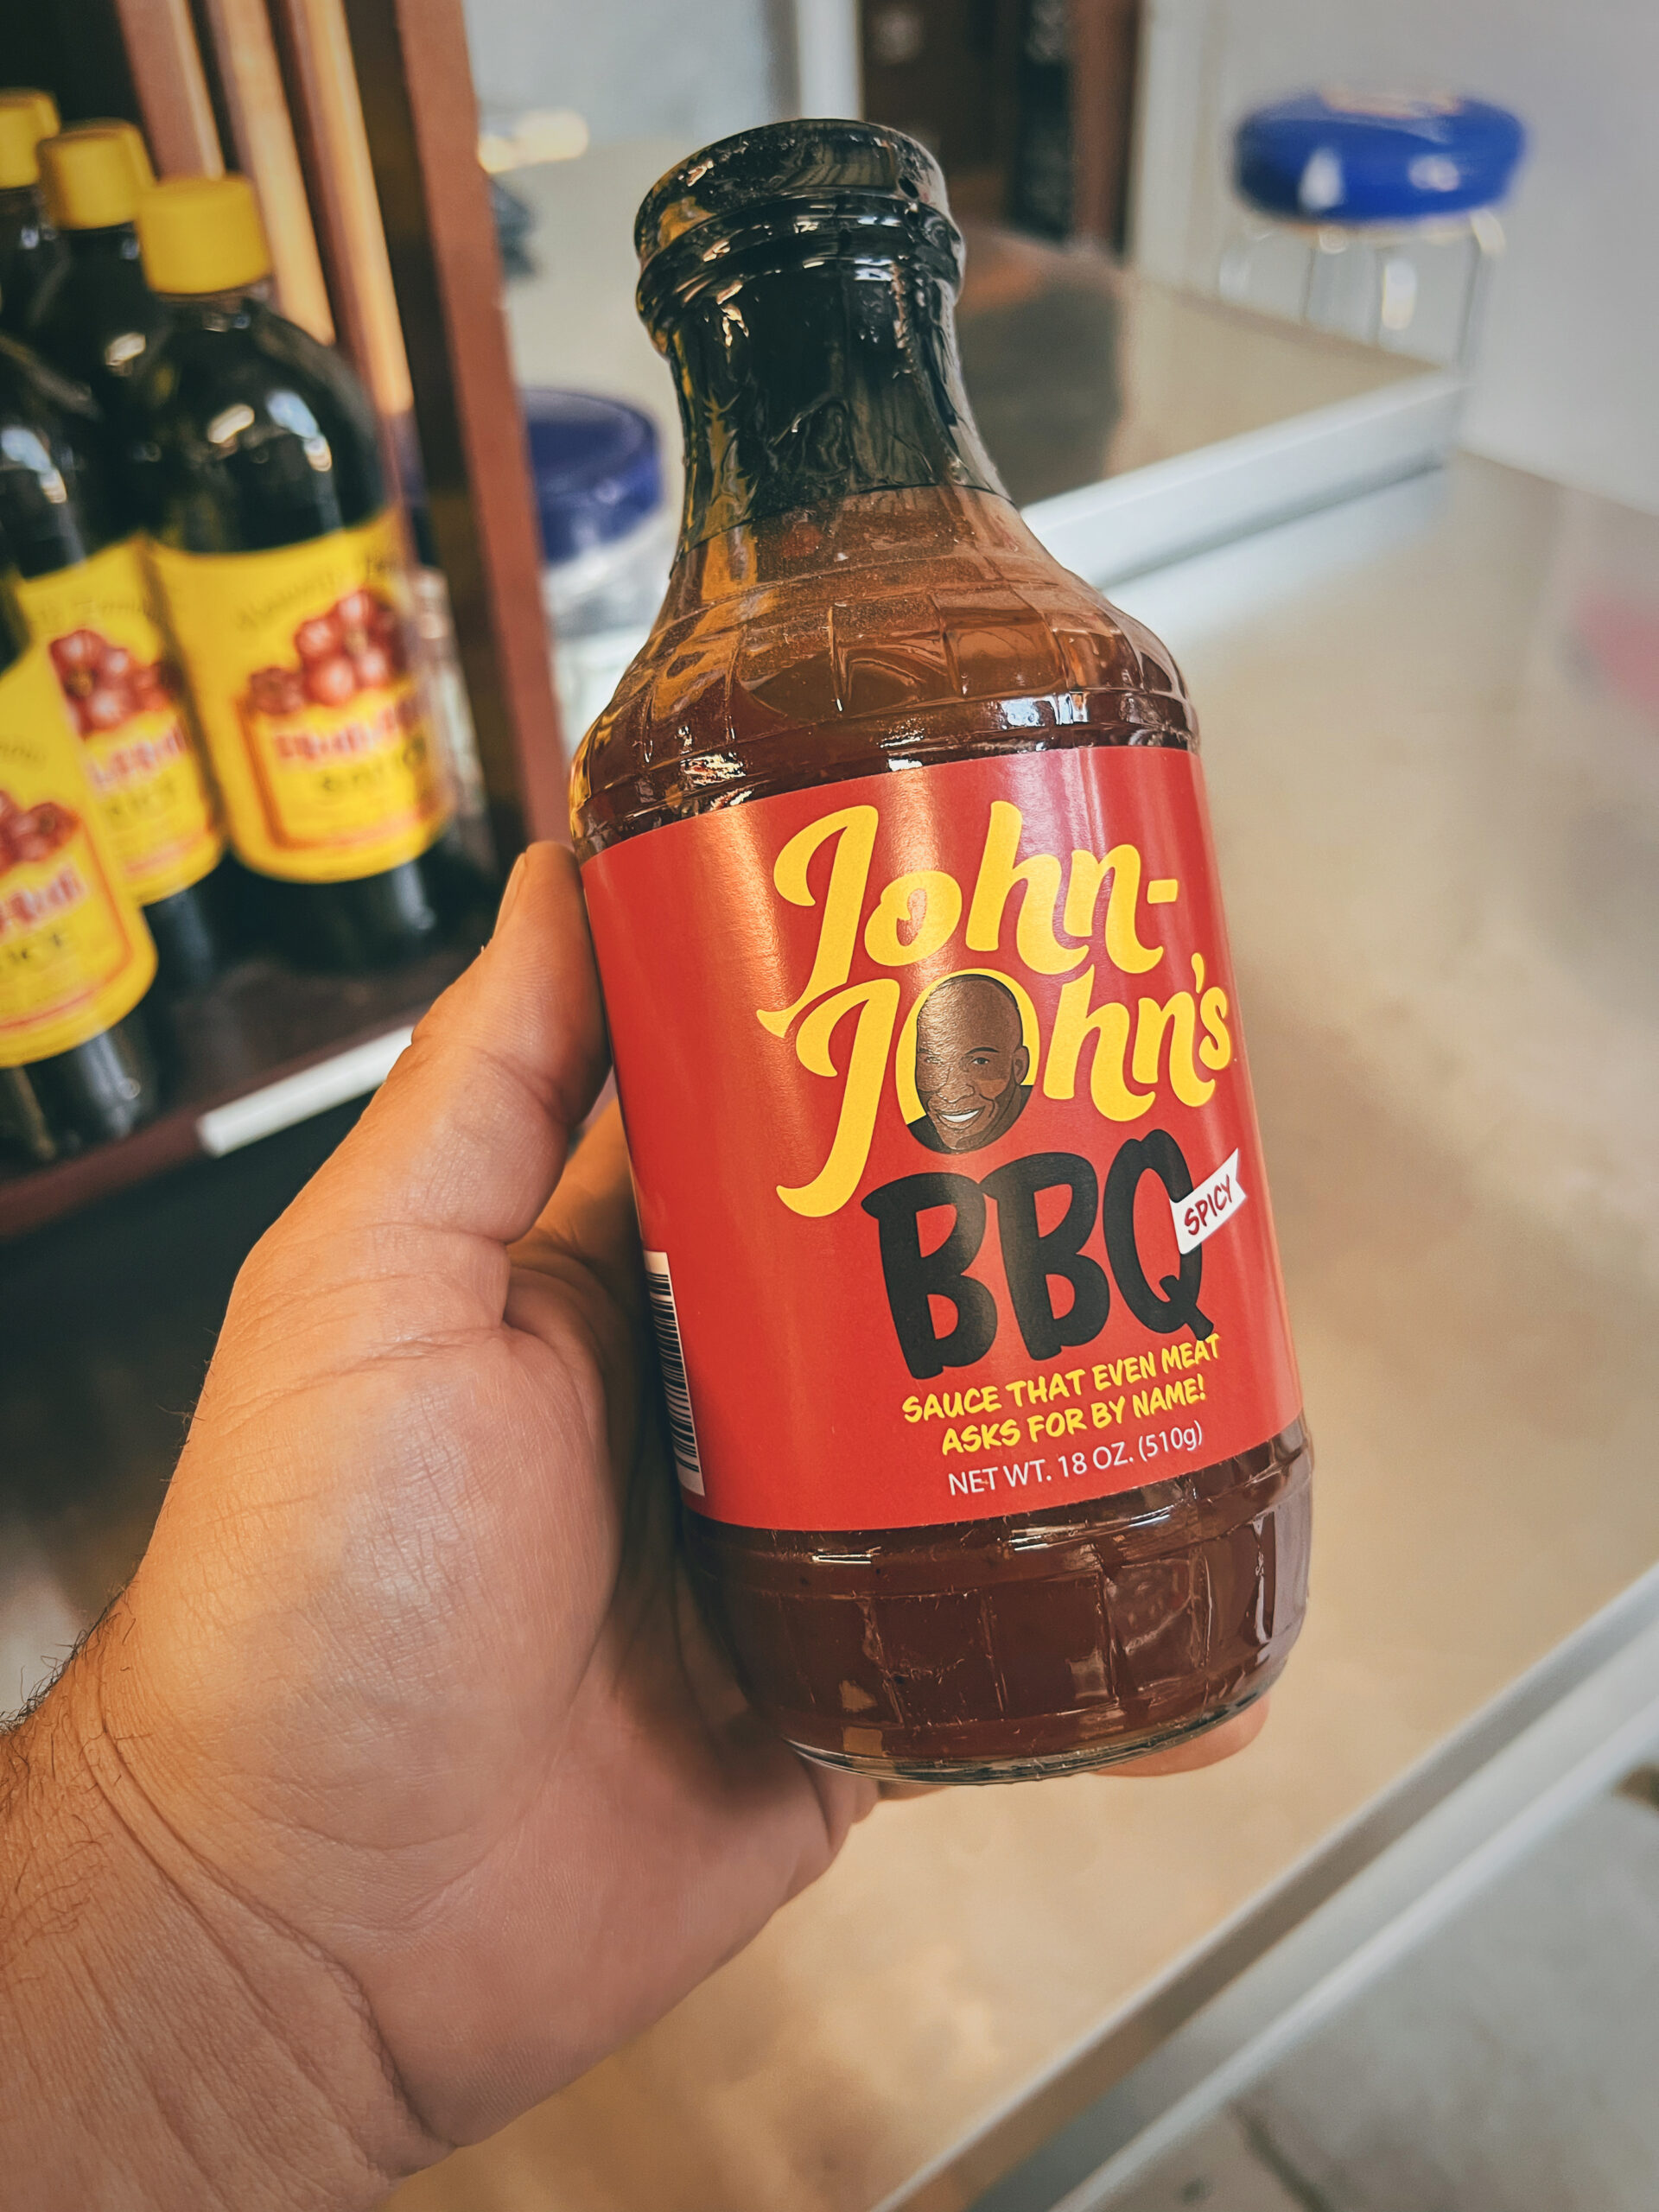 John-
John's
BBQ
SPICY
SAUCE THAT EVEN MEAT
ASKS FOR BY NAME!
NET WT. 18 OZ. (510g)